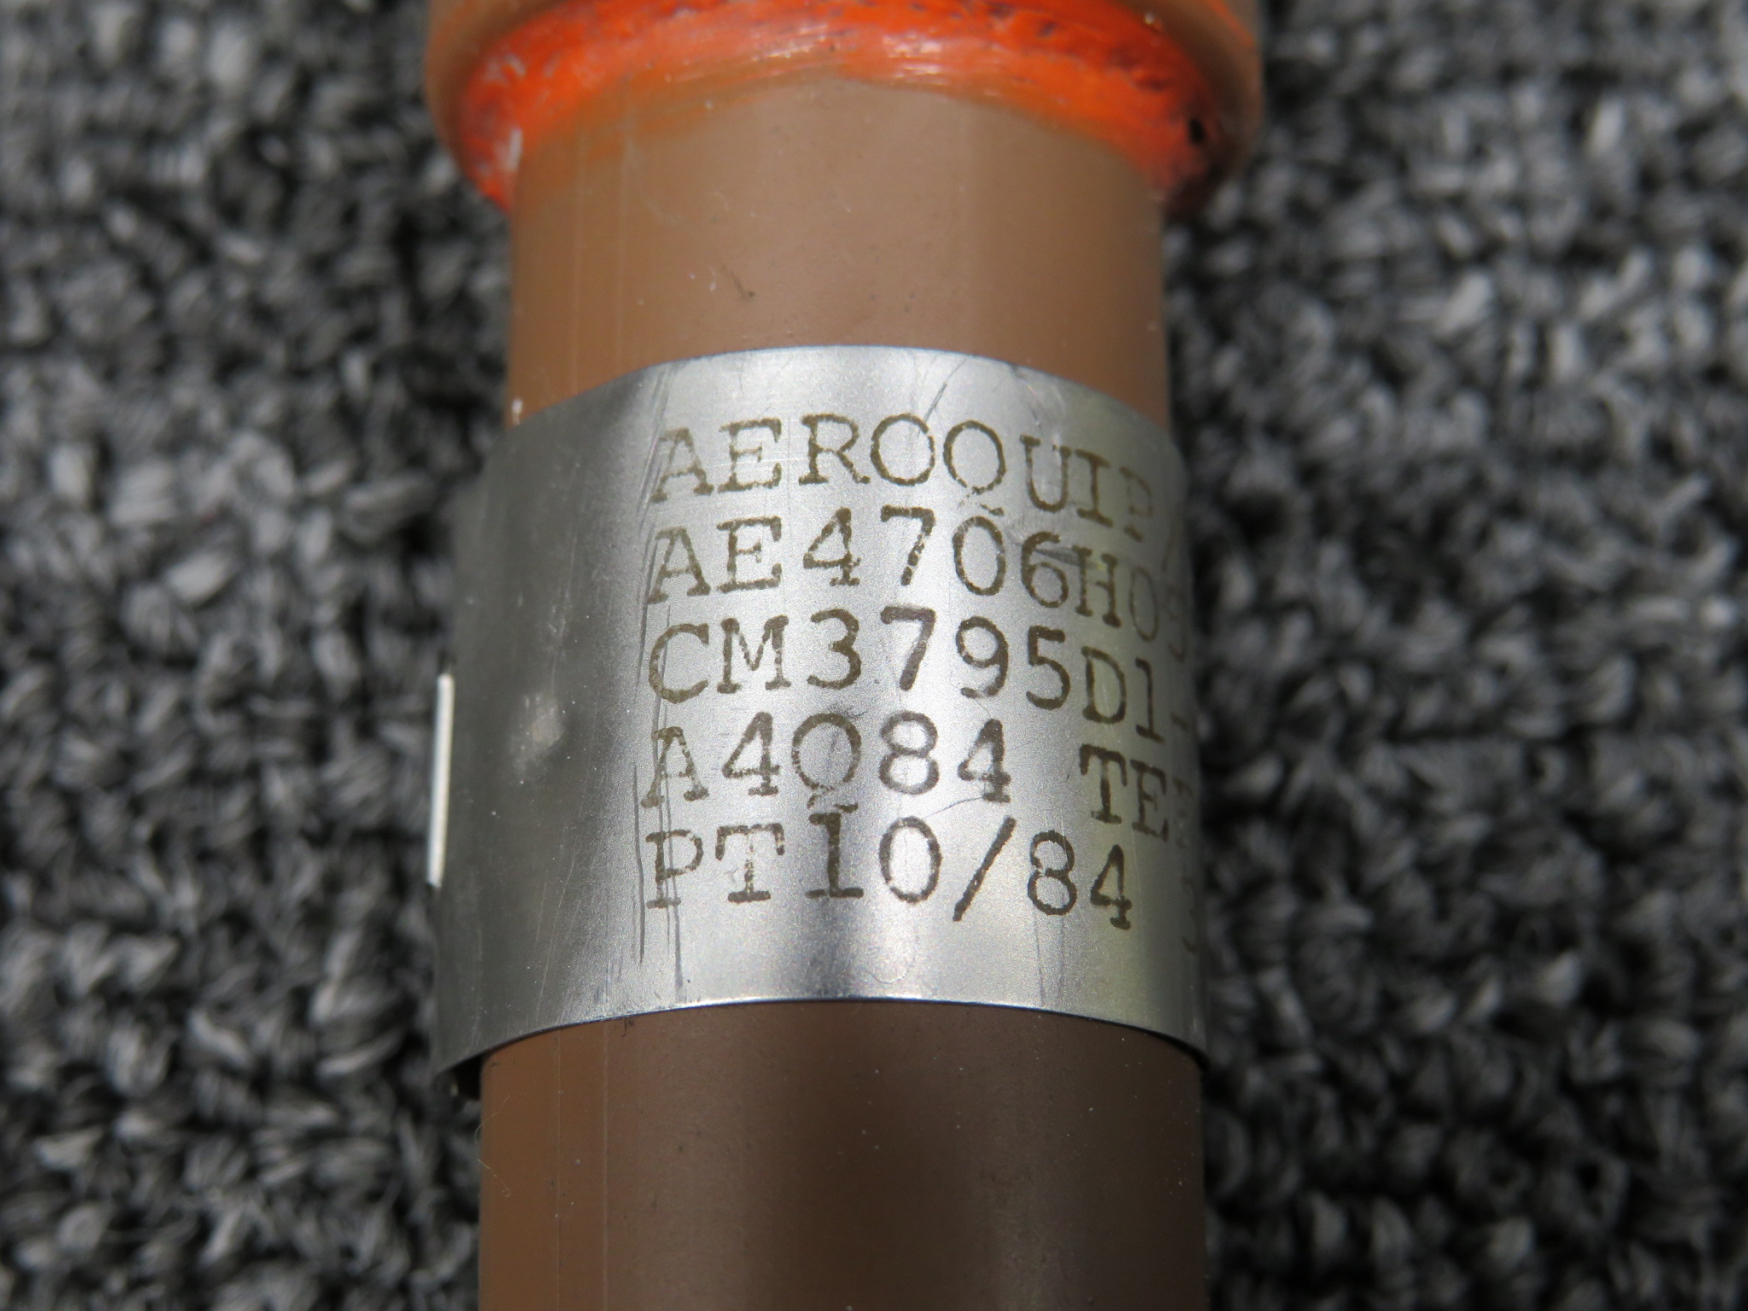 AEROQUIP
AE4706H0
CM3795D1-
A4084 TE
PT10/84